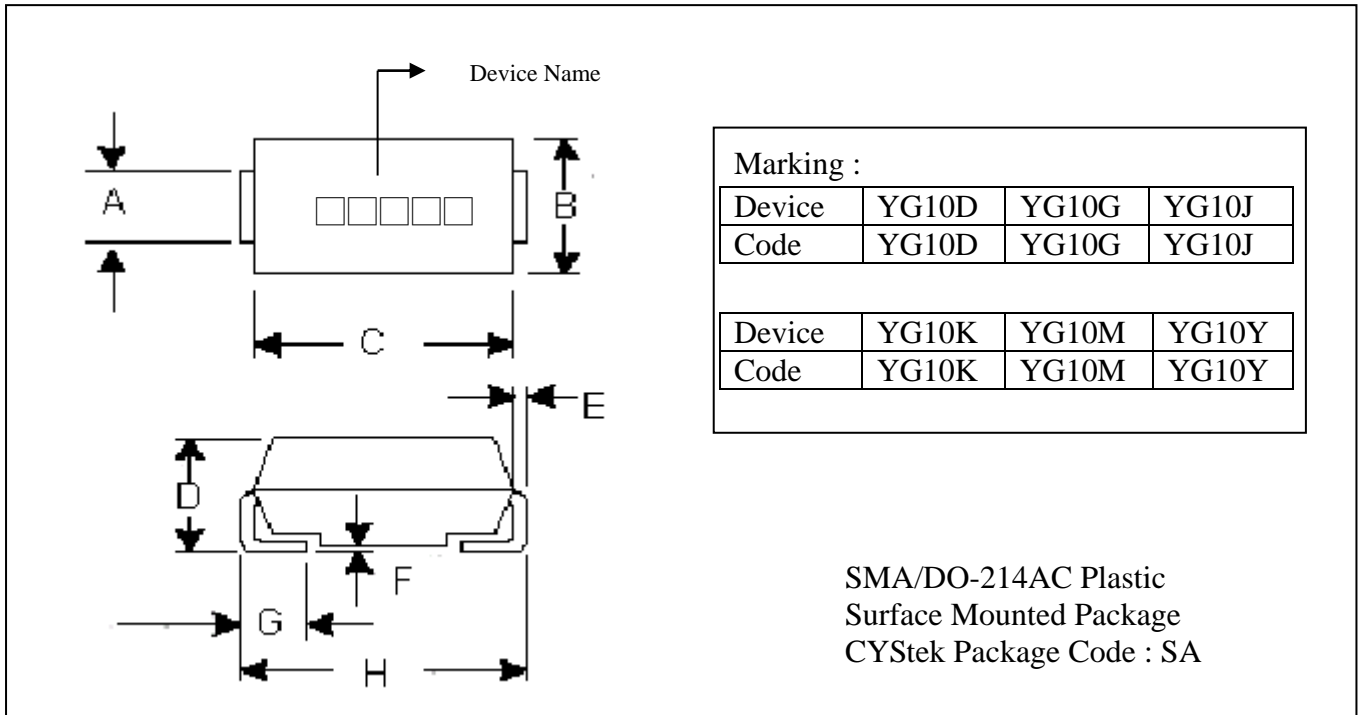 Device Name
A
B
C
Marking :
Device YG10D YG10G YG10J
Code YG10D YG10G YG10J
Device YG10K YG10M YG10Y
Code YG10K YG10M YG10Y
E
D
F
G
H
SMA/DO-214AC Plastic
Surface Mounted Package
CYStek Package Code : SA